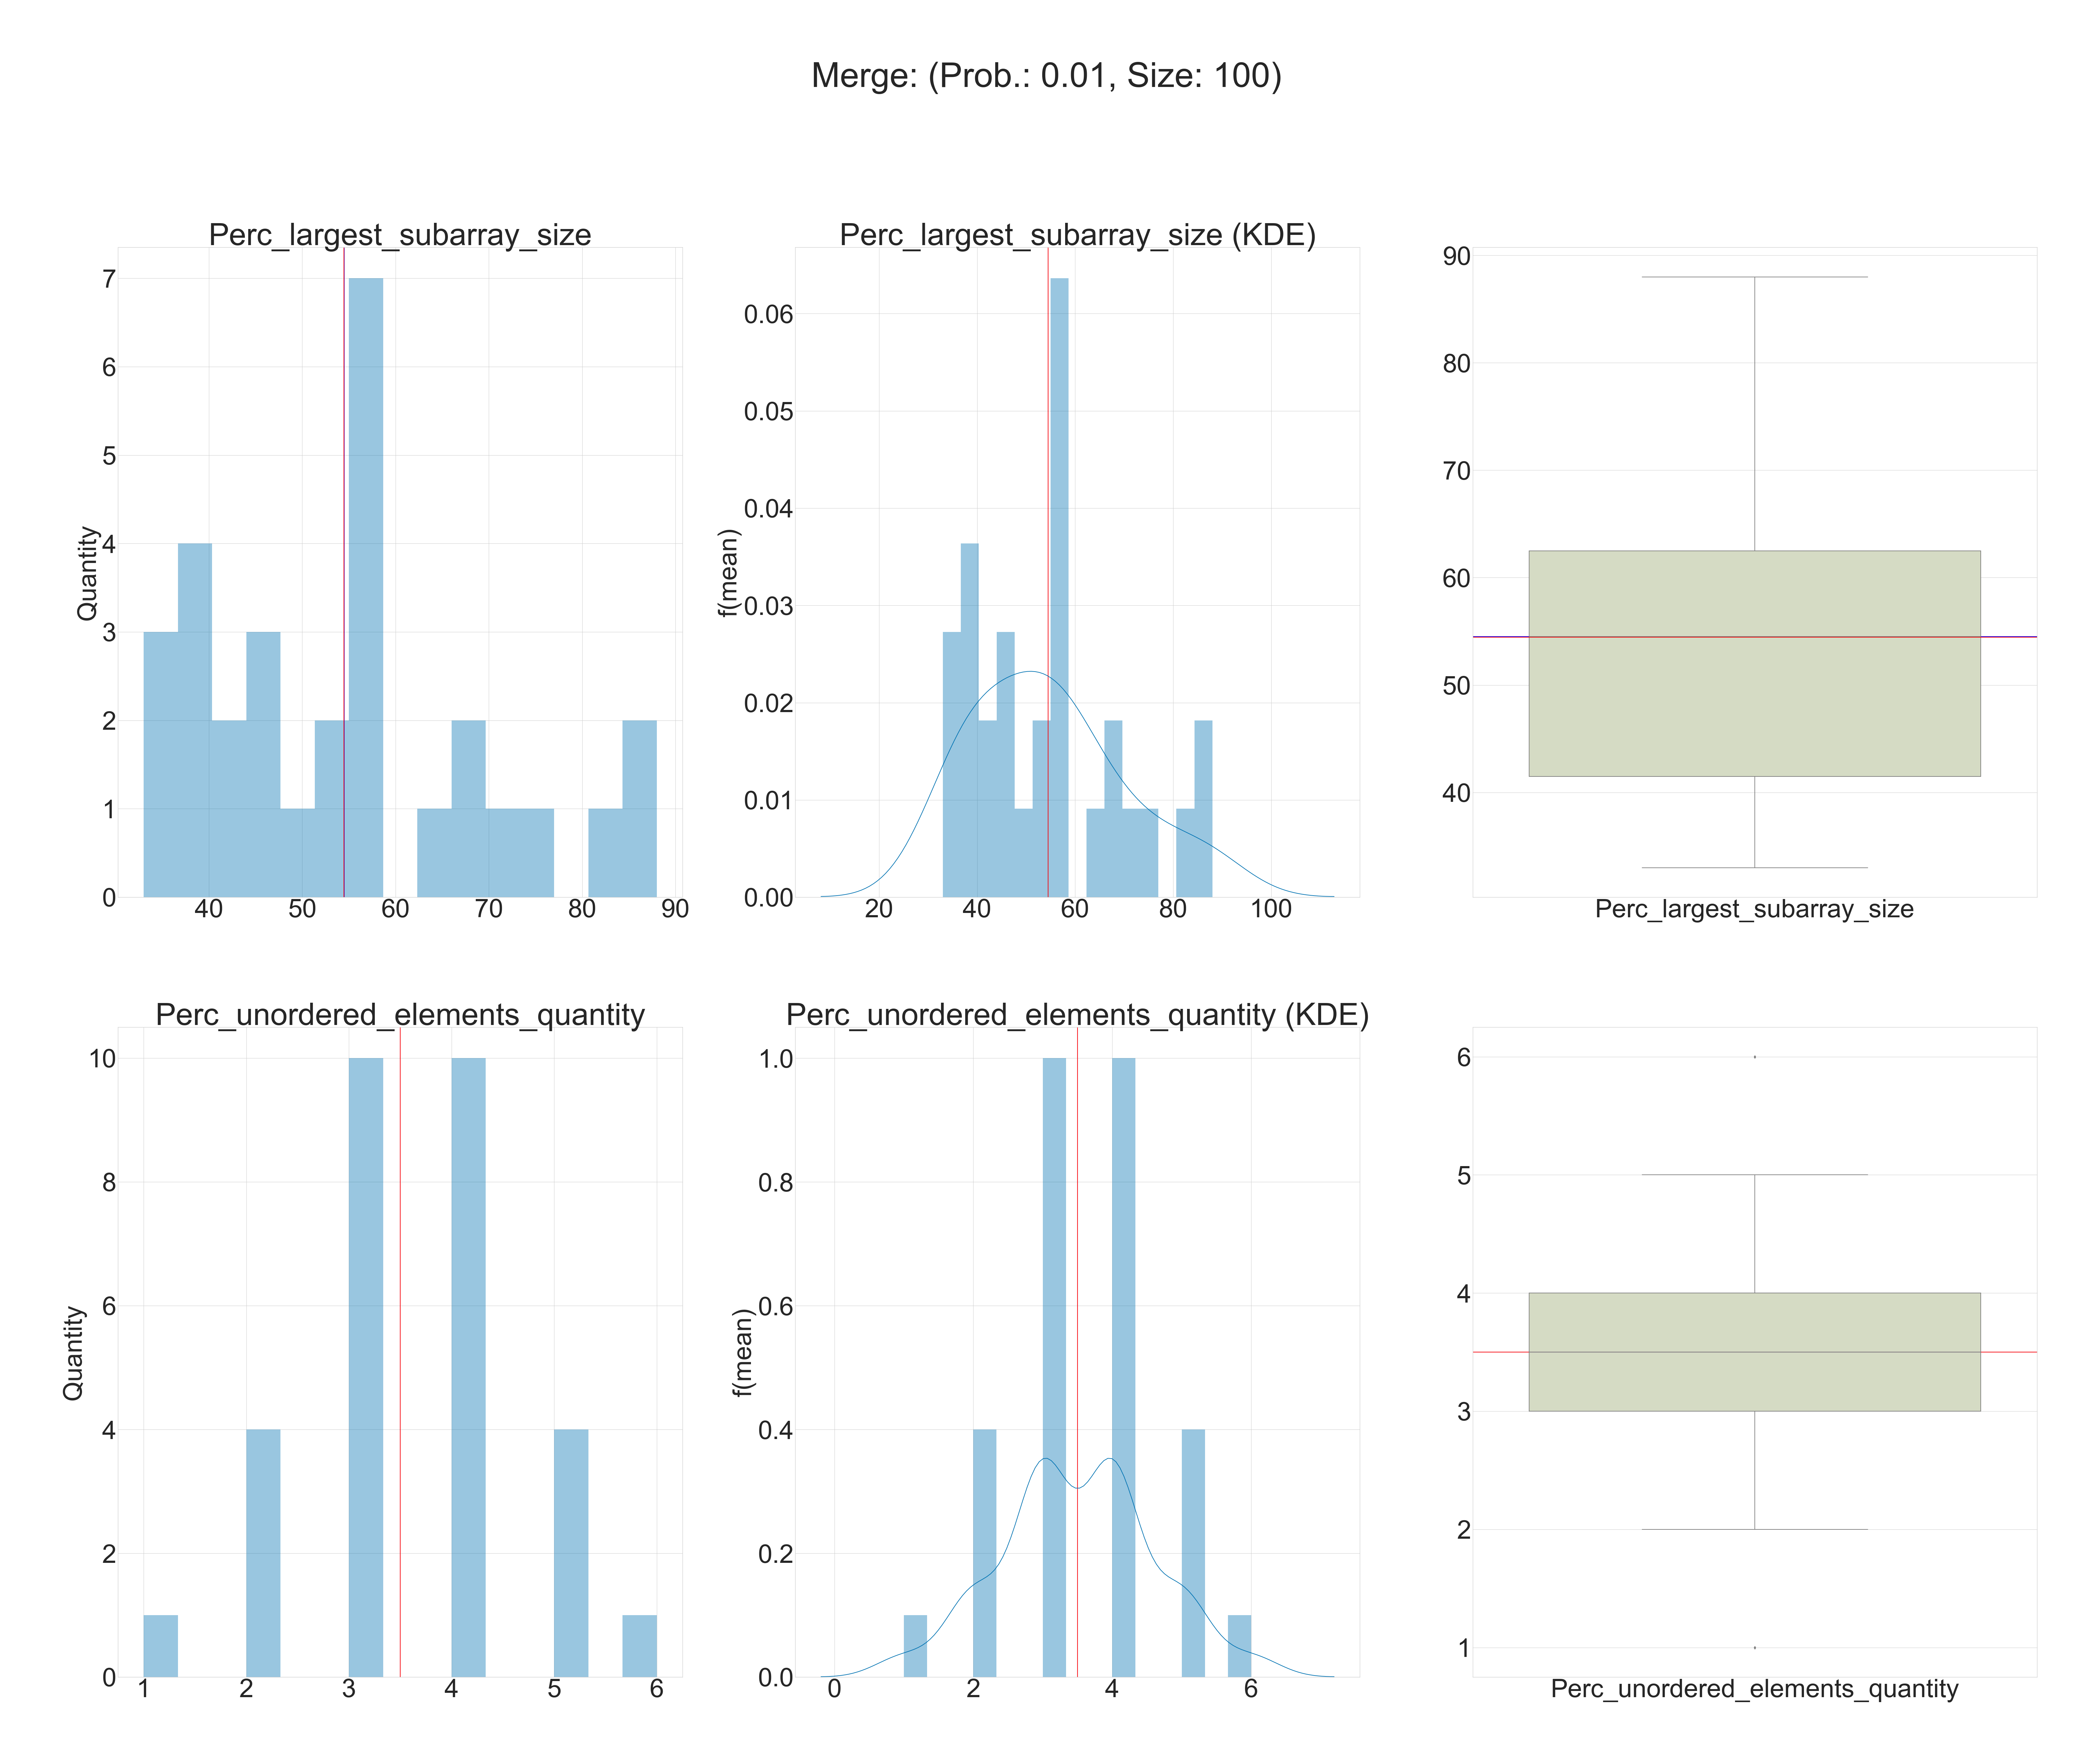 Merge: (Prob.: 0.01, Size: 100)
Perc_largest_subarray_size
Quantity
7
6
5
4
3
2
1
0
40 50 60 70 80 90
Perc_largest_subarray_size (KDE)
f(mean)
0.06
0.05
0.04
0.03
0.02
0.01
0.00
20 40 60 80 100
90
80
70
60
50
40
Perc_largest_subarray_size
Perc_unordered_elements_quantity
Quantity
10
8
6
4
2
0
1 2 3 4 5 6
Perc_unordered_elements_quantity (KDE)
f(mean)
1.0
0.8
0.6
0.4
0.2
0.0
0 2 4 6
6
5
4
3
2
1
Perc_unordered_elements_quantity